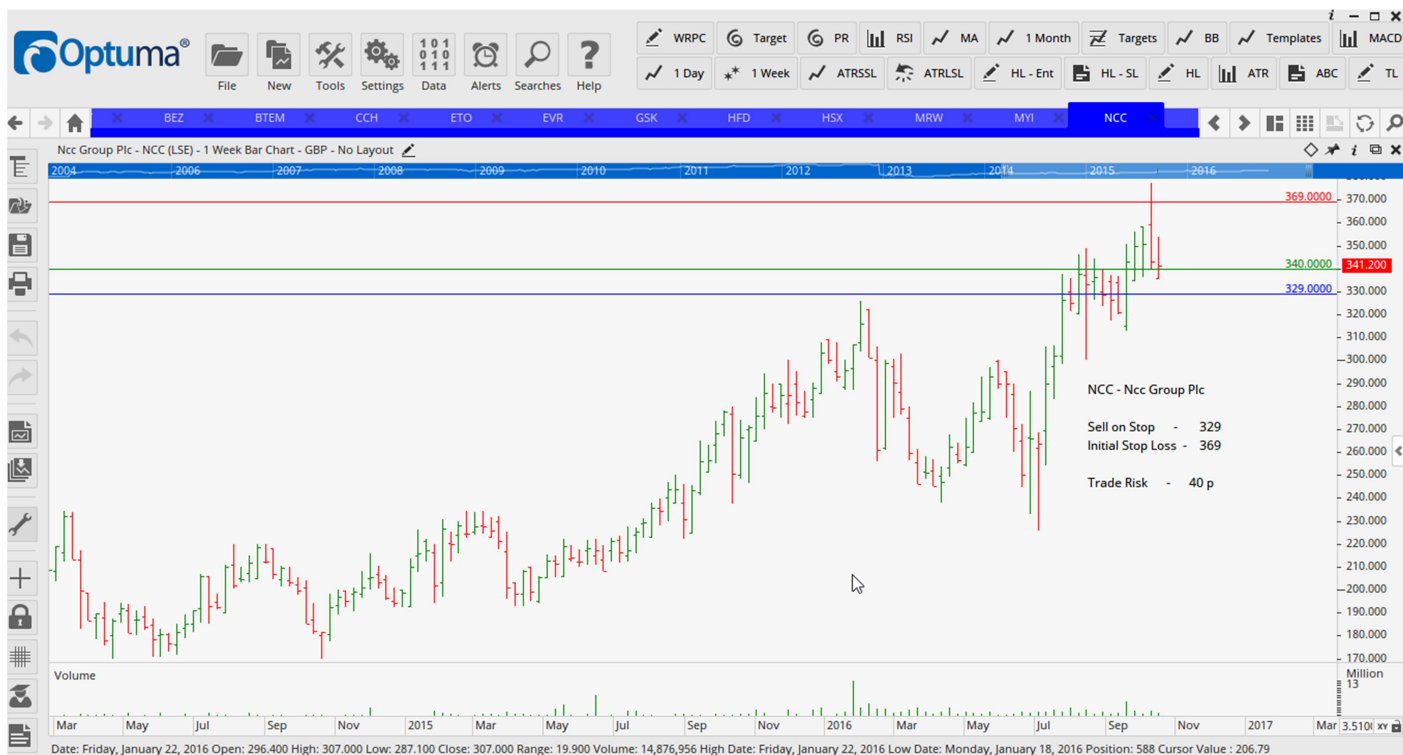 Optuma®
File New Tools Settings Data Alerts Searches Help
101
010
111
WRPC Target PR RSI MA 1 Month Targets BB Templates MACD
1 Day 1 Week ATRSSL ATRLSL HL - Ent HL - SL HL ATR ABC TL
BEZ BTEM CCH ETO EVR GSK HFD HSX MRW MYI NCC
Ncc Group Plc - NCC (LSE) - 1 Week Bar Chart - GBP - No Layout
2004 2006 2007 2008 2009 2010 2011 2012 2013 2014 2015 2016
369.0000
370.000
360.000
350.000
340.0000
341.200
329.0000
330.000
320.000
310.000
300.000
290.000
NCC - Ncc Group Plc
280.000
Sell on Stop - 329
270.000
Initial Stop Loss - 369
260.000
250.000
Trade Risk - 40 p
240.000
230.000
220.000
210.000
200.000
190.000
180.000
170.000
Volume
Million
13
Mar May Jul Sep Nov 2015 Mar May Jul Sep Nov 2016 Mar May Jul Sep Nov 2017 Mar 3.510( XY
Date: Friday, January 22, 2016 Open: 296.400 High: 307.000 Low: 287.100 Close: 307.000 Range: 19.900 Volume: 14,876,956 High Date: Friday, January 22, 2016 Low Date: Monday, January 18, 2016 Position: 588 Cursor Value : 206.79